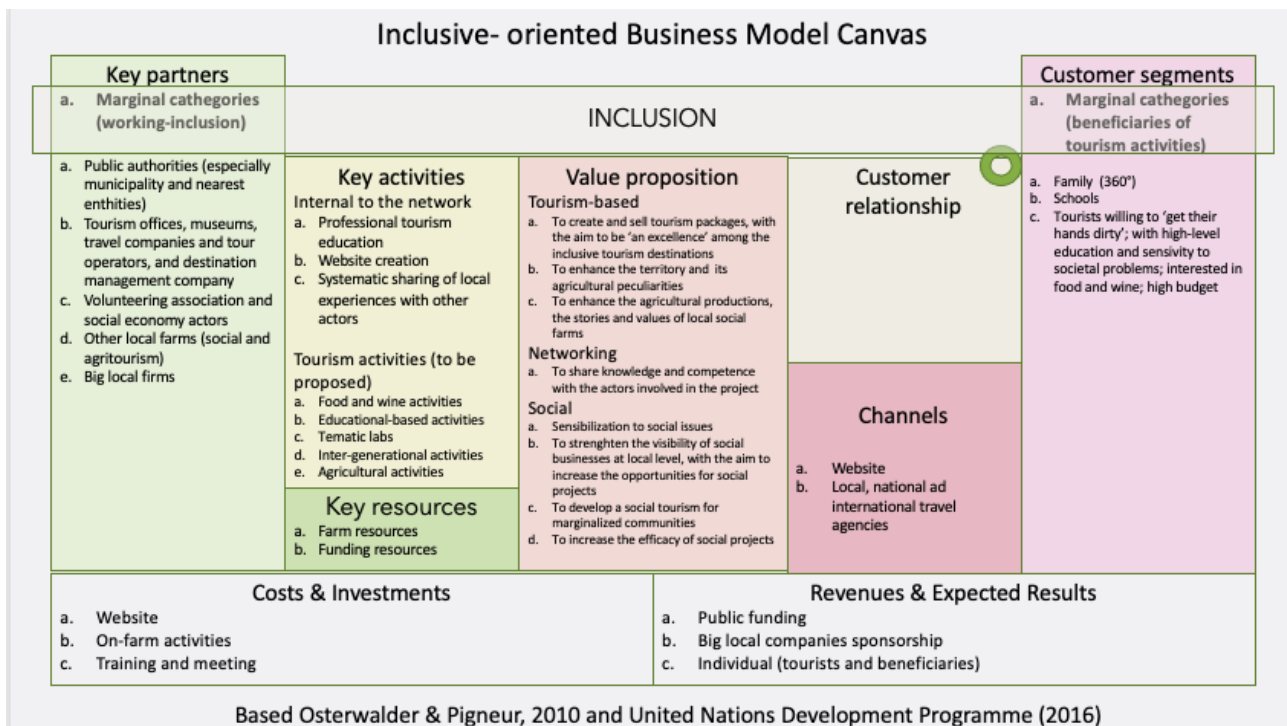 Inclusive- oriented Business Model Canvas
Key partners
a. Marginal cathegories
(working-inclusion)
INCLUSION
Customer segments
a. Marginal cathegories
(beneficiaries of
tourism activities)
a. Public authorities (especially
municipality and nearest
enthities)
b. Tourism offices, museums,
travel companies and tour
operators, and destination
management company
c. Volunteering association and
social economy actors
d. Other local farms (social and
agritourism)
e. Big local firms
Key activities
Internal to the network
a. Professional tourism
education
b. Website creation
c. Systematic sharing of local
experiences with other
actors
Tourism activities (to be
proposed)
a. Food and wine activities
b. Educational-based activities
c. Tematic labs
d. Inter-generational activities
e. Agricultural activities
Key resources
a. Farm resources
b. Funding resources
Value proposition
Tourism-based
a. To create and sell tourism packages, with
the aim to be 'an excellence' among the
inclusive tourism destinations
b. To enhance the territory and its
agricultural peculiarities
c. To enhance the agricultural productions,
the stories and values of local social
farms
Networking
a. To share knowledge and competence
with the actors involved in the project
Social
a. Sensibilization to social issues
b. To strenghten the visibility of social
businesses at local level, with the aim to
increase the opportunities for social
projects
c. To develop a social tourism for
marginalized communities
d. To increase the efficacy of social projects
Customer
relationship
Channels
a. Website
b. Local, national ad
international travel
agencies
a. Family (360°)
b. Schools
c. Tourists willing to 'get their
hands dirty'; with high-level
education and sensivity to
societal problems; interested in
food and wine; high budget
Costs & Investments
a. Website
b. On-farm activities
c. Training and meeting
Revenues & Expected Results
a. Public funding
b. Big local companies sponsorship
c. Individual (tourists and beneficiaries)
Based Osterwalder & Pigneur, 2010 and United Nations Development Programme (2016)